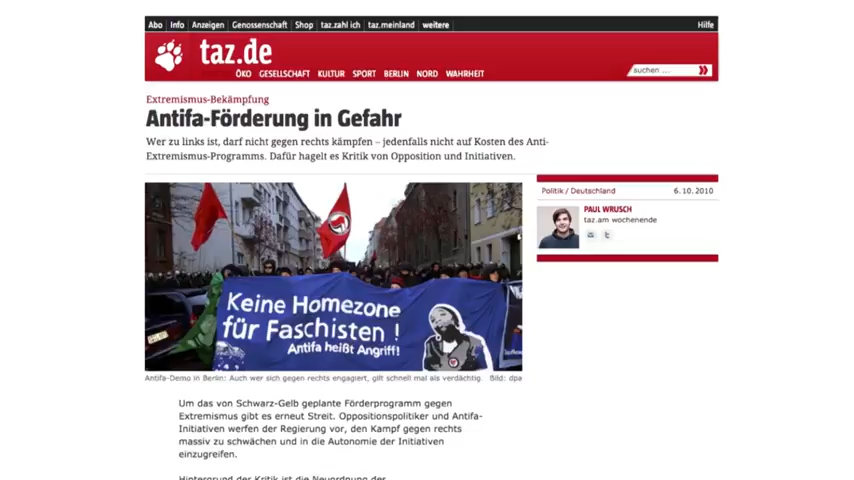 Abo Info Anzeigen Genossenschaft Shop taz.zahl ich taz.meinland weitere Hilfe
taz.de
ÖKO GESELLSCHAFT KULTUR SPORT BERLIN NORD WAHRHEIT
suchen ...
Extremismus-Bekämpfung
Antifa-Förderung in Gefahr
Wer zu links ist, darf nicht gegen rechts kämpfen – jedenfalls nicht auf Kosten des Anti-
Extremismus-Programms. Dafür hagelt es Kritik von Opposition und Initiativen.
Politik / Deutschland 6. 10. 2010
PAUL WRUSCH
taz.am wochenende
Keine Homezone
für Faschisten !
Antifa heißt Angriff!
Antifa-Demo in Berlin: Auch wer sich gegen rechts engagiert, gilt schnell mal als verdächtig. Bild: dpa
Um das von Schwarz-Gelb geplante Förderprogramm gegen
Extremismus gibt es erneut Streit. Oppositionspolitiker und Antifa-
Initiativen werfen der Regierung vor, den Kampf gegen rechts
massiv zu schwächen und in die Autonomie der Initiativen
einzugreifen.
Hintergrund der Kritik ist die Neuordnung der